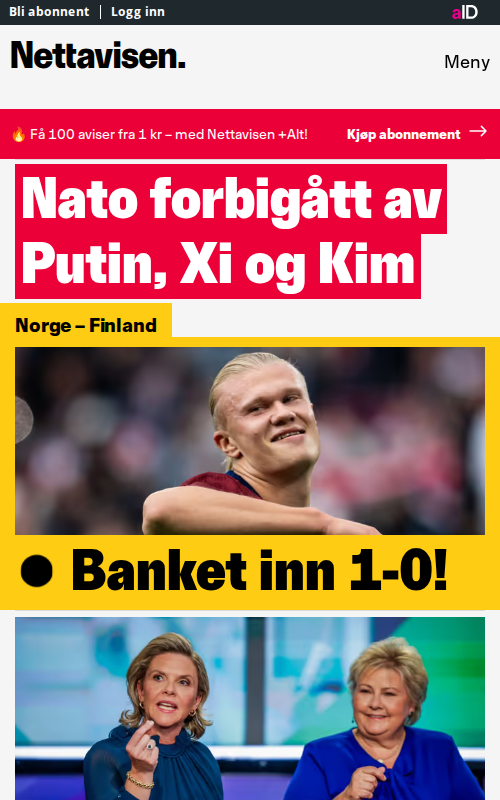 Bli abonnent | Logg inn
aID
Nettavisen.
Meny
🔥 Få 100 aviser fra 1 kr – med Nettavisen +Alt!
Kjøp abonnement →
Nato forbigått av
Putin, Xi og Kim
Norge – Finland
● Banket inn 1-0!